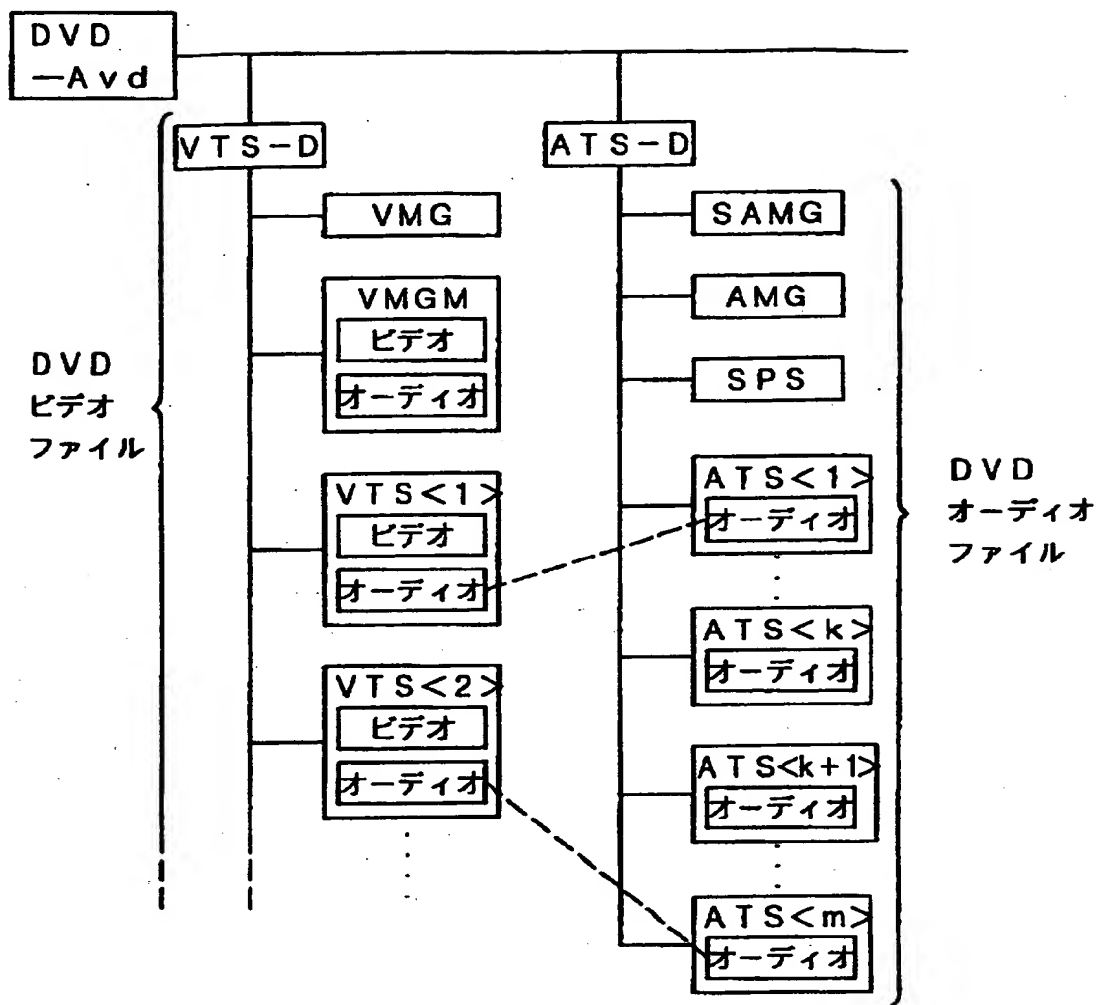 DVD
—Avd
VTS-D
VMG
VMGM
ビデオ
オーディオ
VTS<1>
ビデオ
オーディオ
VTS<2>
ビデオ
オーディオ
DVD
ビデオ
ファイル
ATS-D
SAMG
AMG
SPS
ATS<1>
オーディオ
ATS<k>
オーディオ
ATS<k+1>
オーディオ
ATS<m>
オーディオ
DVD
オーディオ
ファイル